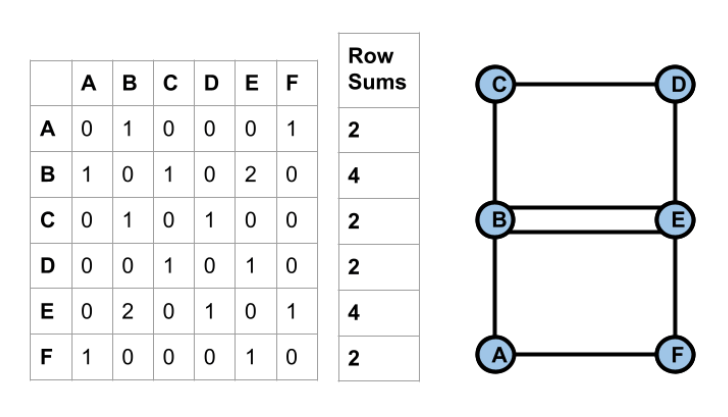 Row
Sums
A B C D E F
A 0 1 0 0 0 1 2
B 1 0 1 0 2 0 4
C 0 1 0 1 0 0 2
D 0 0 1 0 1 0 2
E 0 2 0 1 0 1 4
F 1 0 0 0 1 0 2
C D
B E
A F